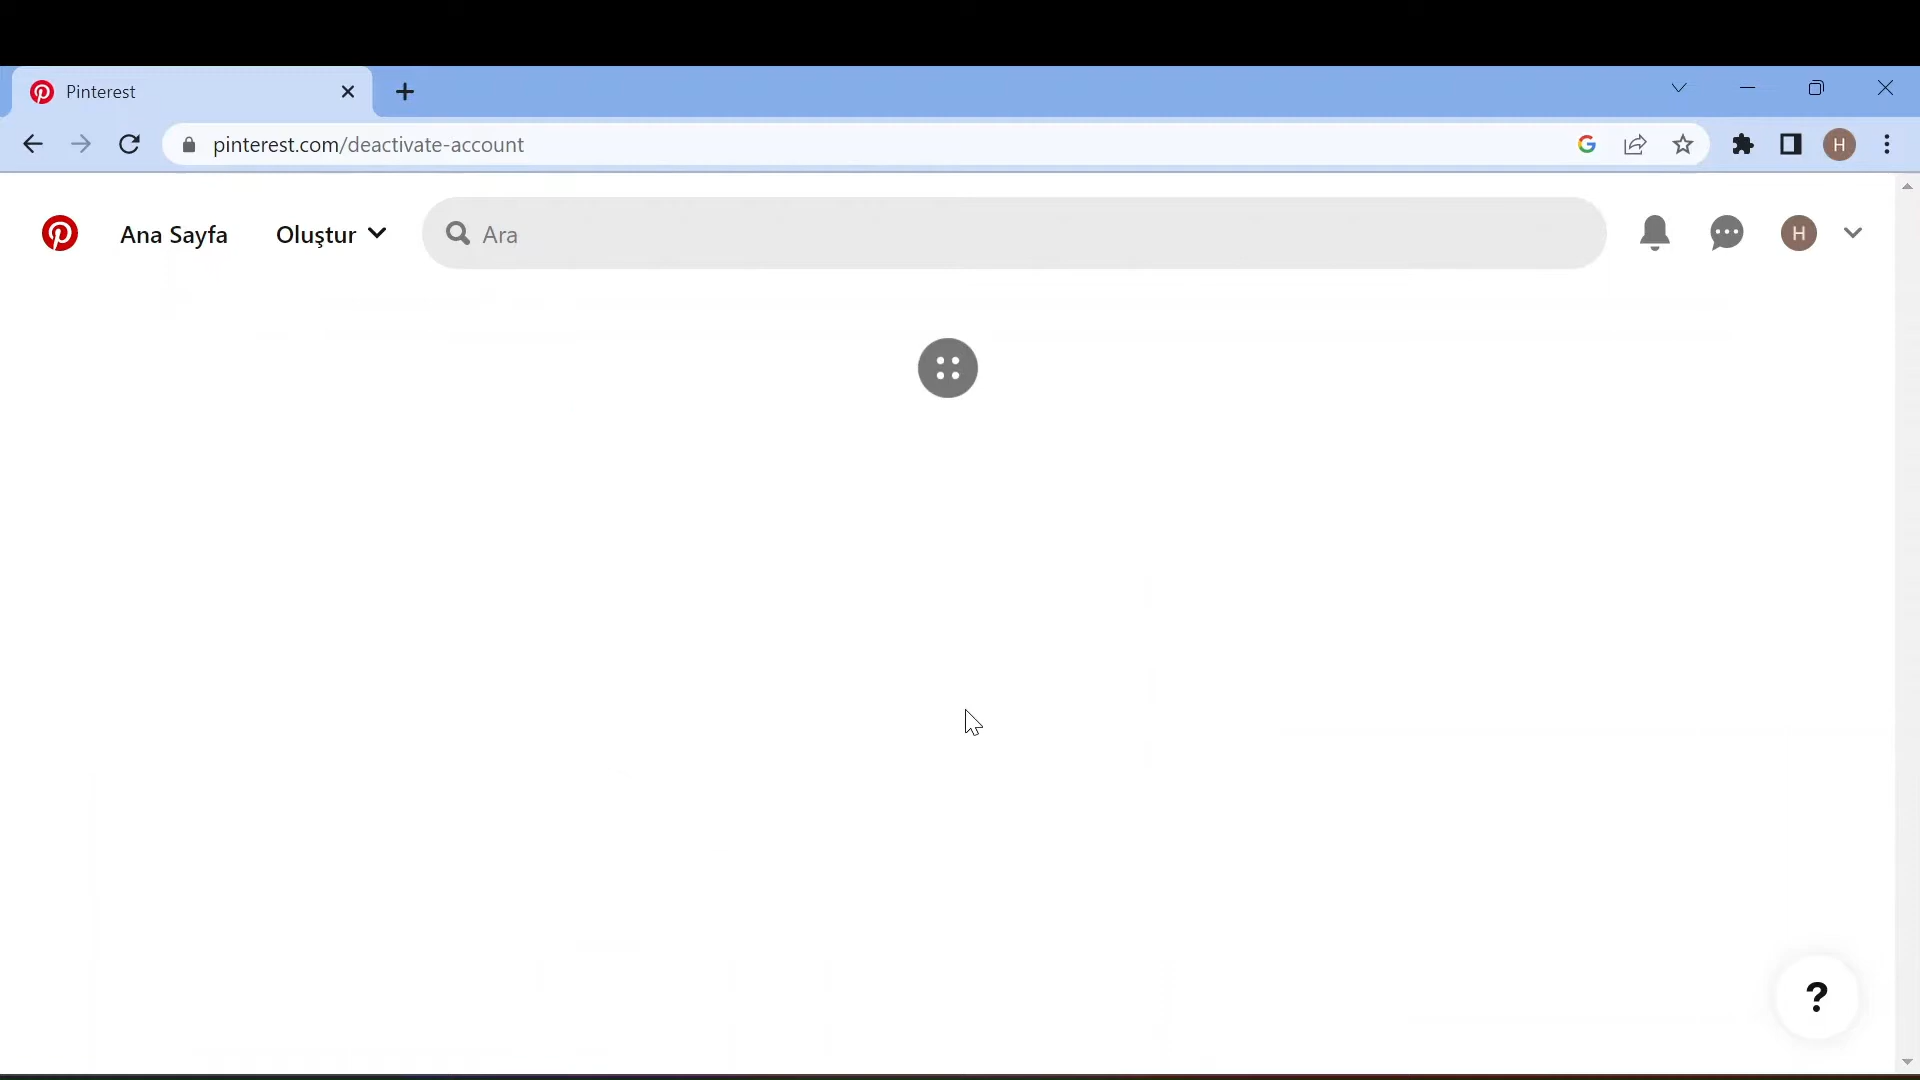 Pinterest
pinterest.com/deactivate-account
H
Ana Sayfa
Oluştur
Ara
H
?